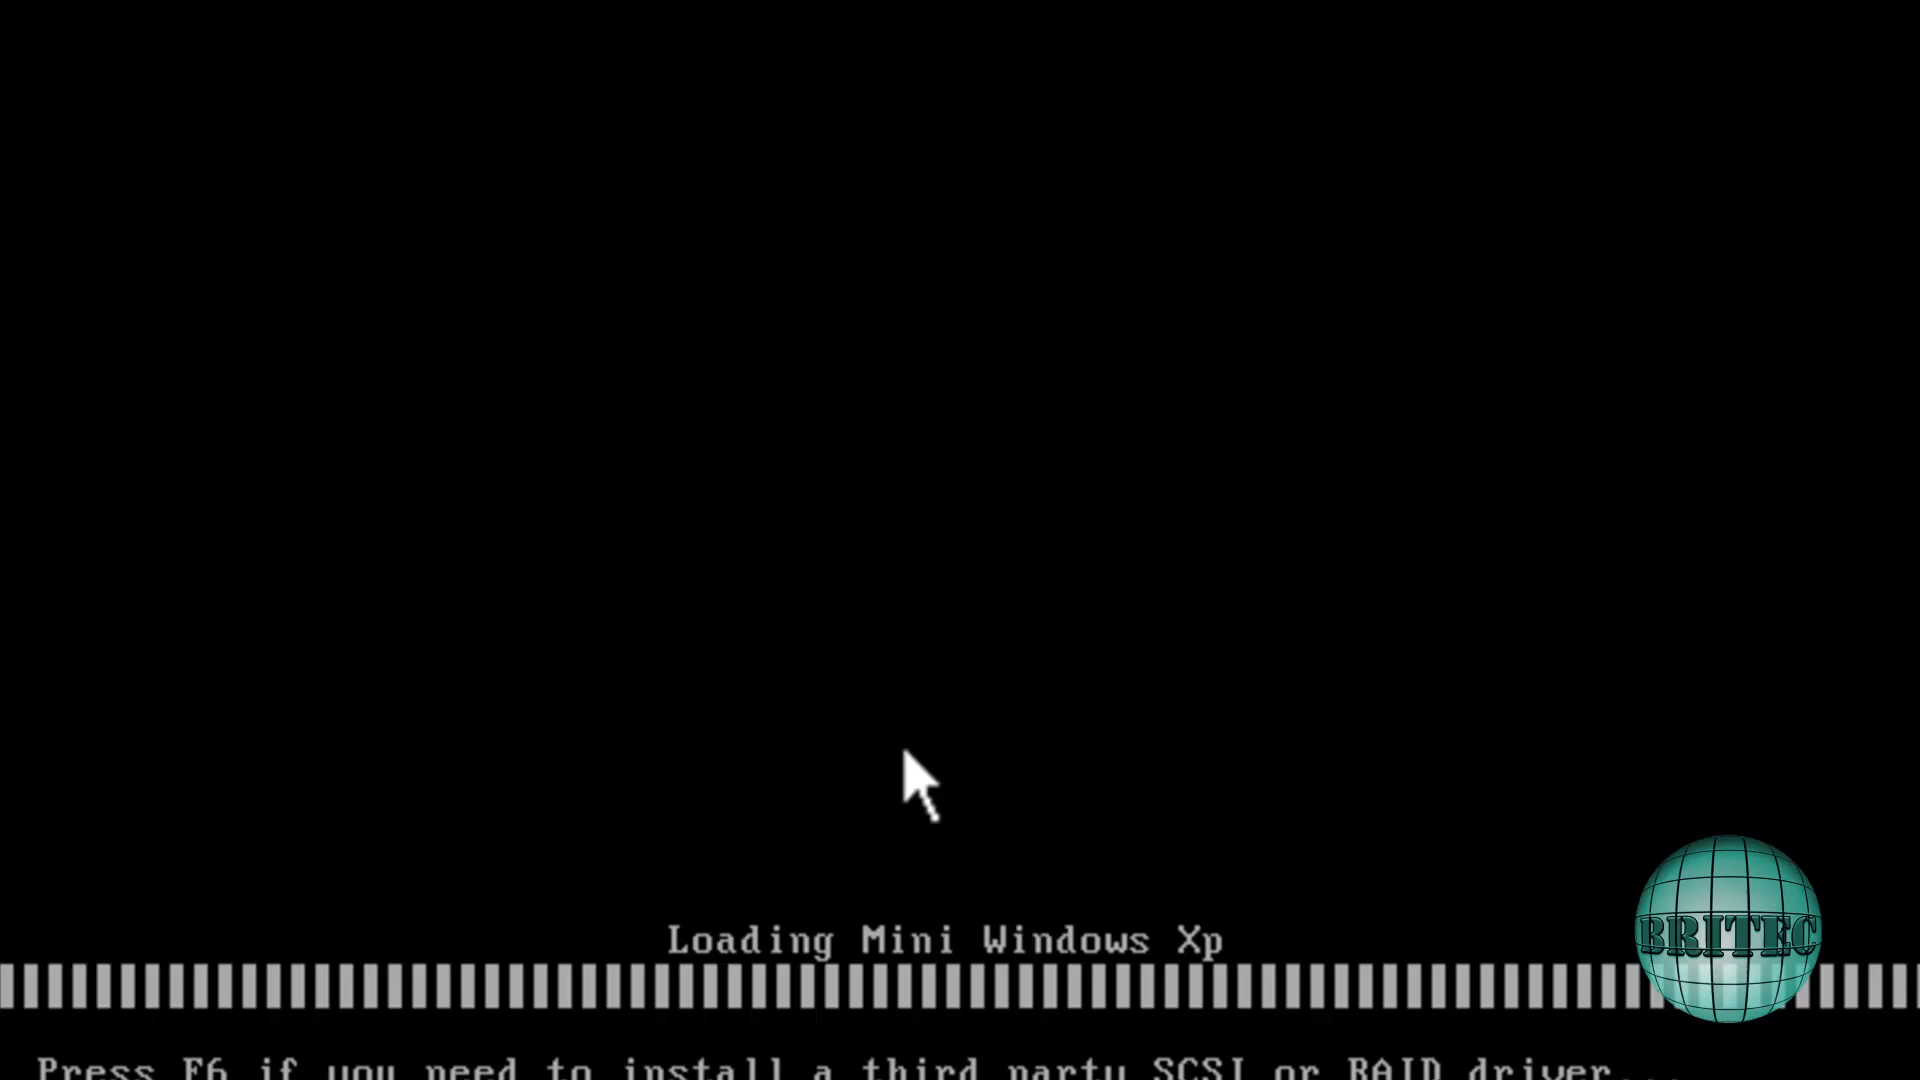 Loading Mini Windows Xp
BRITEC
Press F6 if you need to install a third party SCSI or RAID driver...